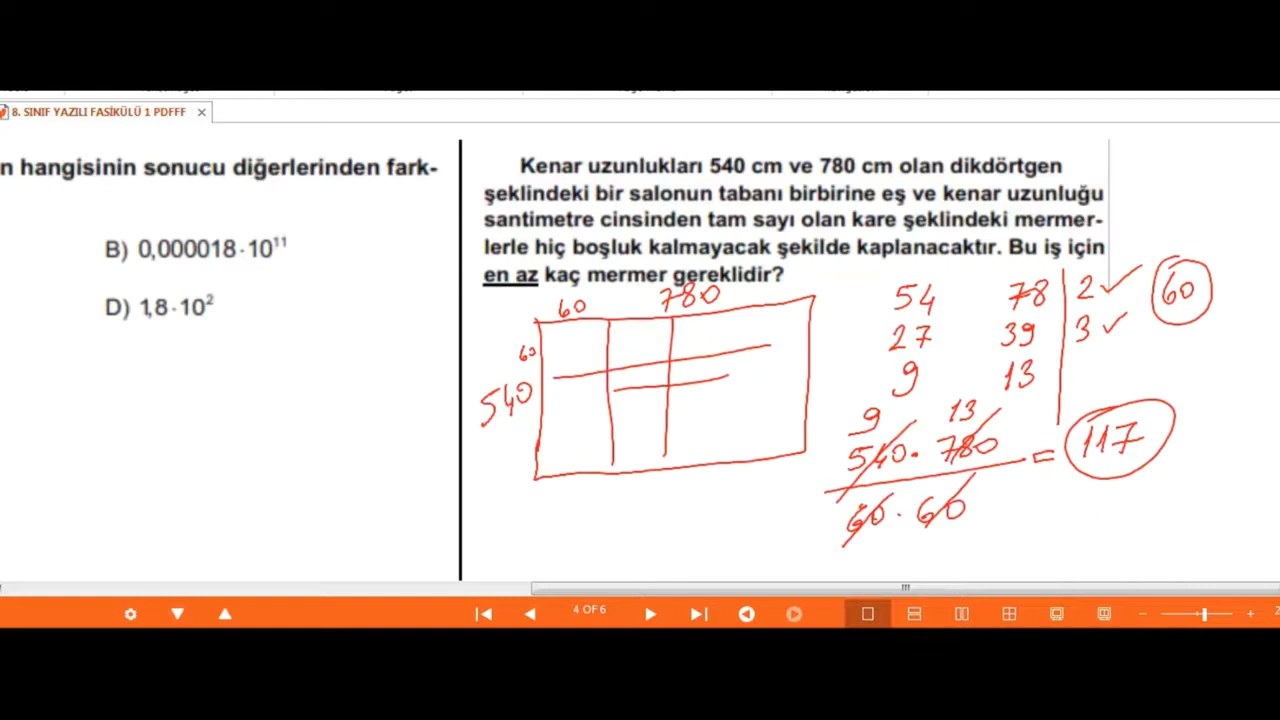 8. SINIF YAZILI FASİKÜLÜ 1 PDFFF
n hangisinin sonucu diğerlerinden fark-
B) 0,000018·10¹¹
D) 1,8·10²
Kenar uzunlukları 540 cm ve 780 cm olan dikdörtgen
şeklindeki bir salonun tabanı birbirine eş ve kenar uzunluğu
santimetre cinsinden tam sayı olan kare şeklindeki mermer-
lerle hiç boşluk kalmayacak şekilde kaplanacaktır. Bu iş için
en az kaç mermer gereklidir?
60 780
60
540
54 78 2 ✓ 60
27 39 3 ✓
9 13
9 13
540 · 780 = 117
60 · 60
4 OF 6
2